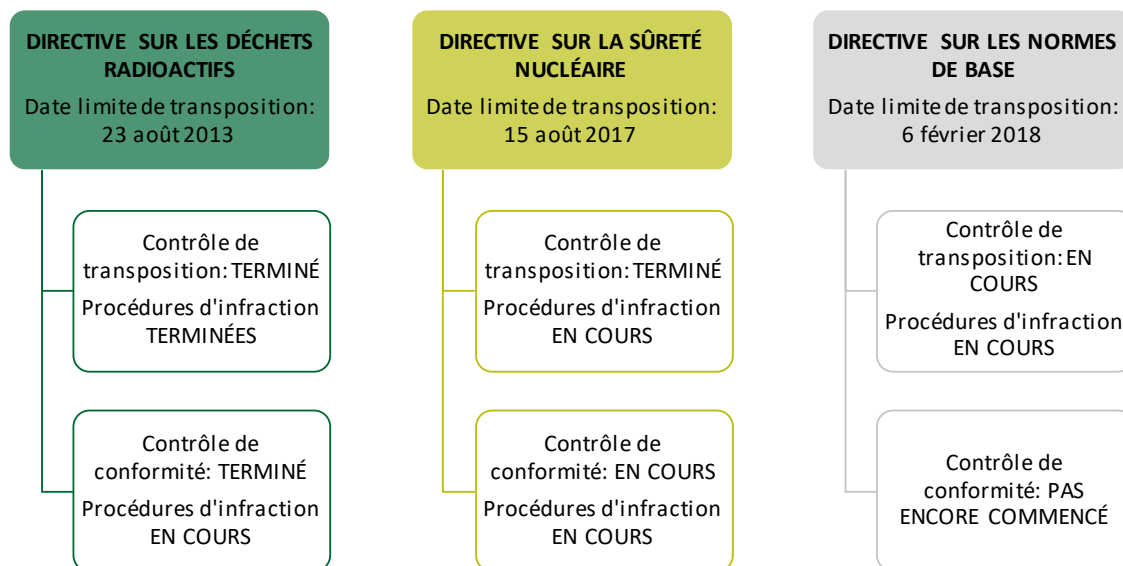 DIRECTIVE SUR LES DÉCHETS
RADIOACTIFS
Date limite de transposition:
23 août 2013
Contrôle de
transposition: TERMINÉ
Procédures d'infraction
TERMINÉES
Contrôle de
conformité: TERMINÉ
Procédures d'infraction
EN COURS
DIRECTIVE SUR LA SÛRETÉ
NUCLÉAIRE
Date limite de transposition:
15 août 2017
Contrôle de
transposition: TERMINÉ
Procédures d'infraction
EN COURS
Contrôle de
conformité: EN COURS
Procédures d'infraction
EN COURS
DIRECTIVE SUR LES NORMES
DE BASE
Date limite de transposition:
6 février 2018
Contrôle de
transposition: EN
COURS
Procédures d'infraction
EN COURS
Contrôle de
conformité: PAS
ENCORE COMMENCÉ